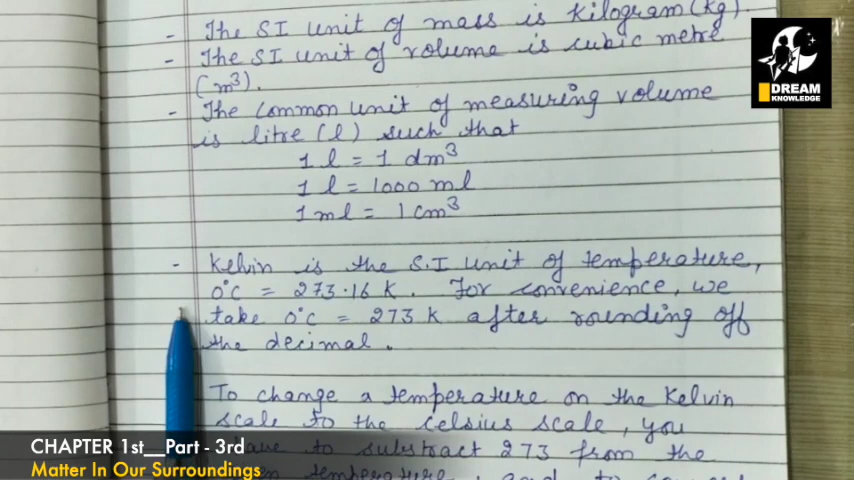 - The SI Unit of mass is Kilogram (Kg).
- The SI unit of volume is cubic metre
(m³).
- The common unit of measuring volume
is litre (l) such that
1 l = 1 dm³
1 l = 1000 ml
1 ml = 1 cm³
- Kelvin is the S.I Unit of temperature,
0°C = 273.16 K. For convenience, we
take 0°C = 273 K after rounding off
the decimal.
To change a temperature on the Kelvin
scale to the Celsius scale, you
to substract 273 from the
temperature, and to
DREAM
KNOWLEDGE
CHAPTER 1st__Part - 3rd
Matter In Our Surroundings